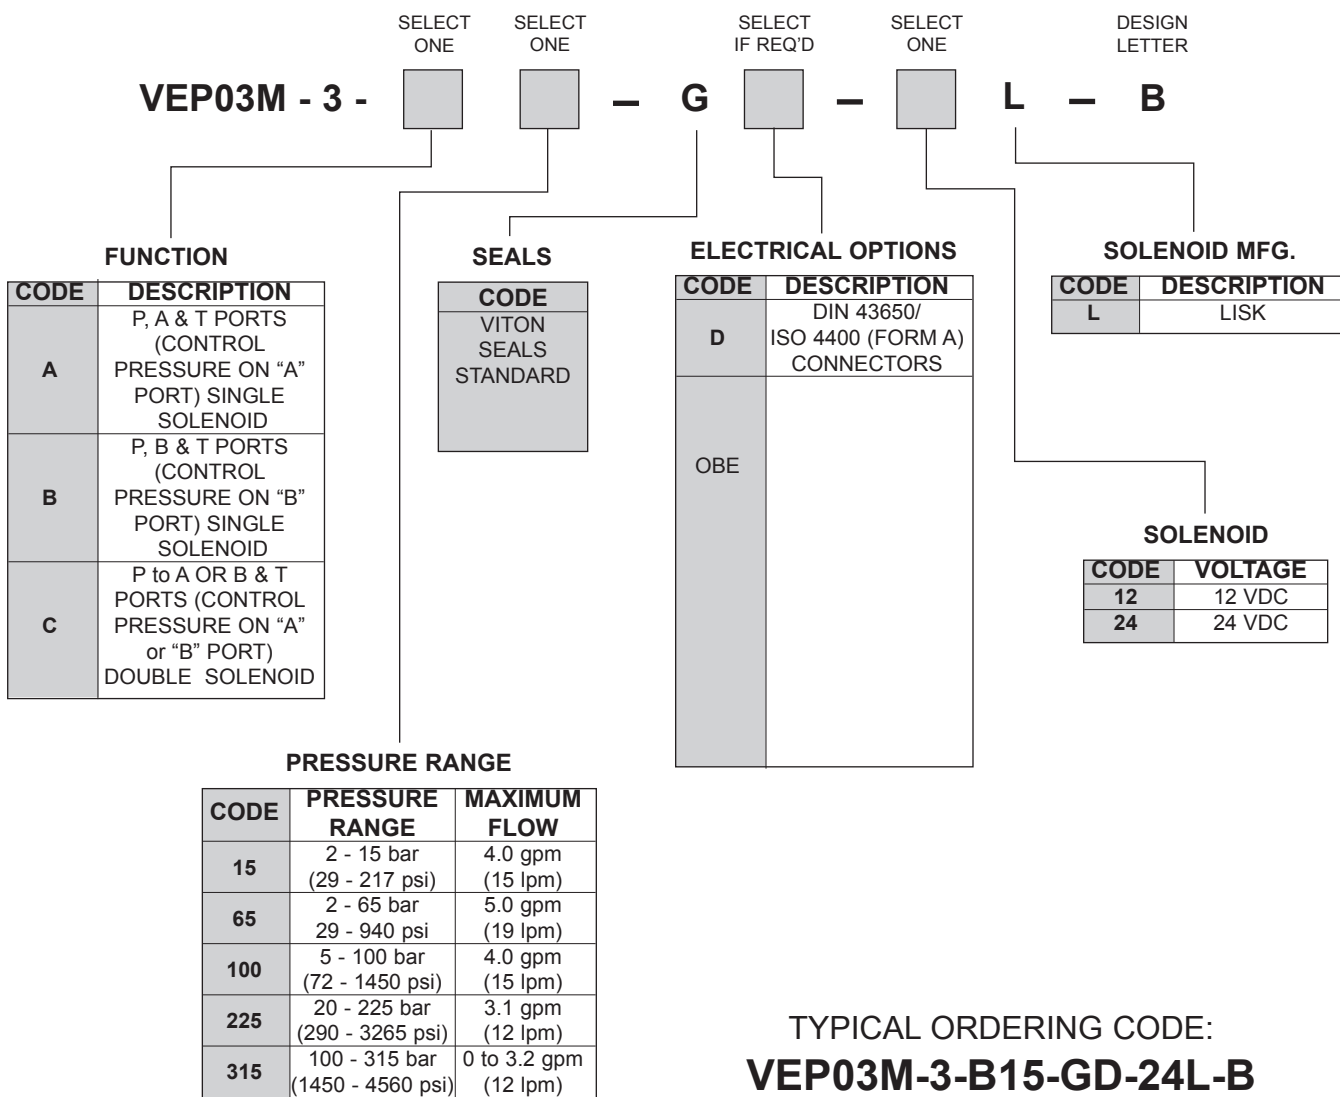 SELECT
ONE
SELECT
ONE
SELECT
IF REQ'D
SELECT
ONE
DESIGN
LETTER
VEP03M - 3 - – G – L – B
FUNCTION
CODE DESCRIPTION
A
P, A & T PORTS
(CONTROL
PRESSURE ON “A”
PORT) SINGLE
SOLENOID
B
P, B & T PORTS
(CONTROL
PRESSURE ON “B”
PORT) SINGLE
SOLENOID
C
P to A OR B & T
PORTS (CONTROL
PRESSURE ON “A”
or “B” PORT)
DOUBLE SOLENOID
SEALS
CODE
VITON
SEALS
STANDARD
ELECTRICAL OPTIONS
CODE DESCRIPTION
D
DIN 43650/
ISO 4400 (FORM A)
CONNECTORS
OBE
SOLENOID MFG.
CODE DESCRIPTION
L LISK
SOLENOID
CODE VOLTAGE
12 12 VDC
24 24 VDC
PRESSURE RANGE
CODE
PRESSURE
RANGE
MAXIMUM
FLOW
15
2 - 15 bar
(29 - 217 psi)
4.0 gpm
(15 lpm)
65
2 - 65 bar
29 - 940 psi
5.0 gpm
(19 lpm)
100
5 - 100 bar
(72 - 1450 psi)
4.0 gpm
(15 lpm)
225
20 - 225 bar
(290 - 3265 psi)
3.1 gpm
(12 lpm)
315
100 - 315 bar
(1450 - 4560 psi)
0 to 3.2 gpm
(12 lpm)
TYPICAL ORDERING CODE:
VEP03M-3-B15-GD-24L-B